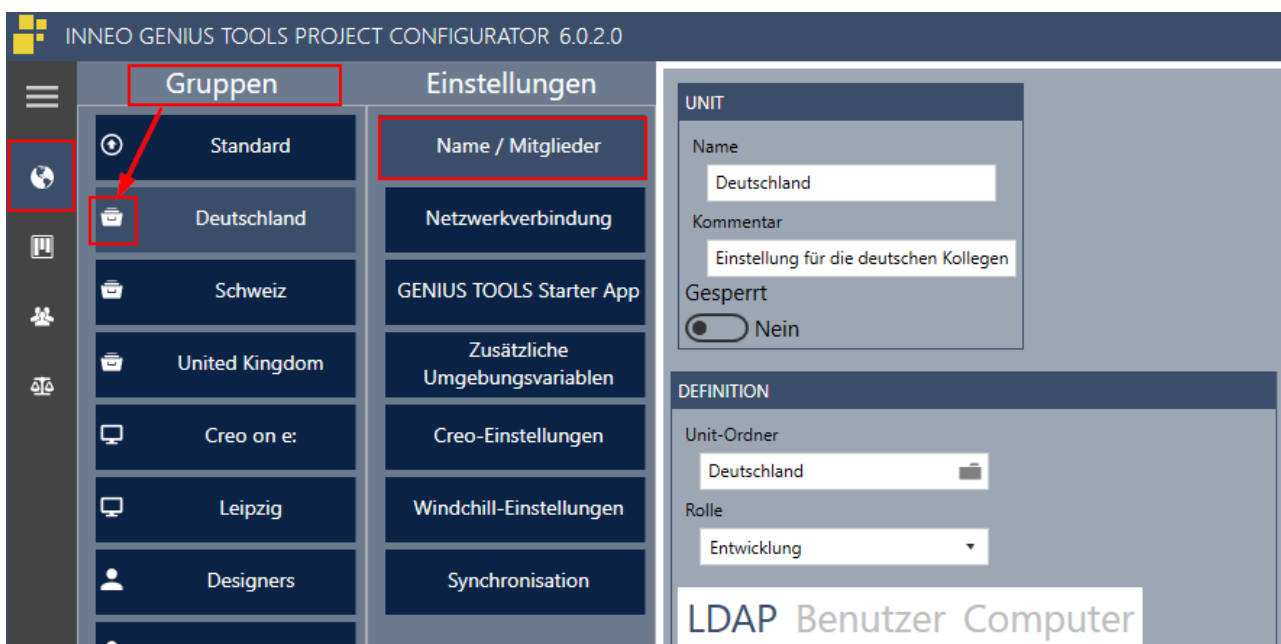 INNEO GENIUS TOOLS PROJECT CONFIGURATOR 6.0.2.0
Gruppen
Standard
Deutschland
Schweiz
United Kingdom
Creo on e:
Leipzig
Designers
Einstellungen
Name / Mitglieder
Netzwerkverbindung
GENIUS TOOLS Starter App
Zusätzliche
Umgebungsvariablen
Creo-Einstellungen
Windchill-Einstellungen
Synchronisation
UNIT
Name
Deutschland
Kommentar
Einstellung für die deutschen Kollegen
Gesperrt
Nein
DEFINITION
Unit-Ordner
Deutschland
Rolle
Entwicklung
LDAP Benutzer Computer